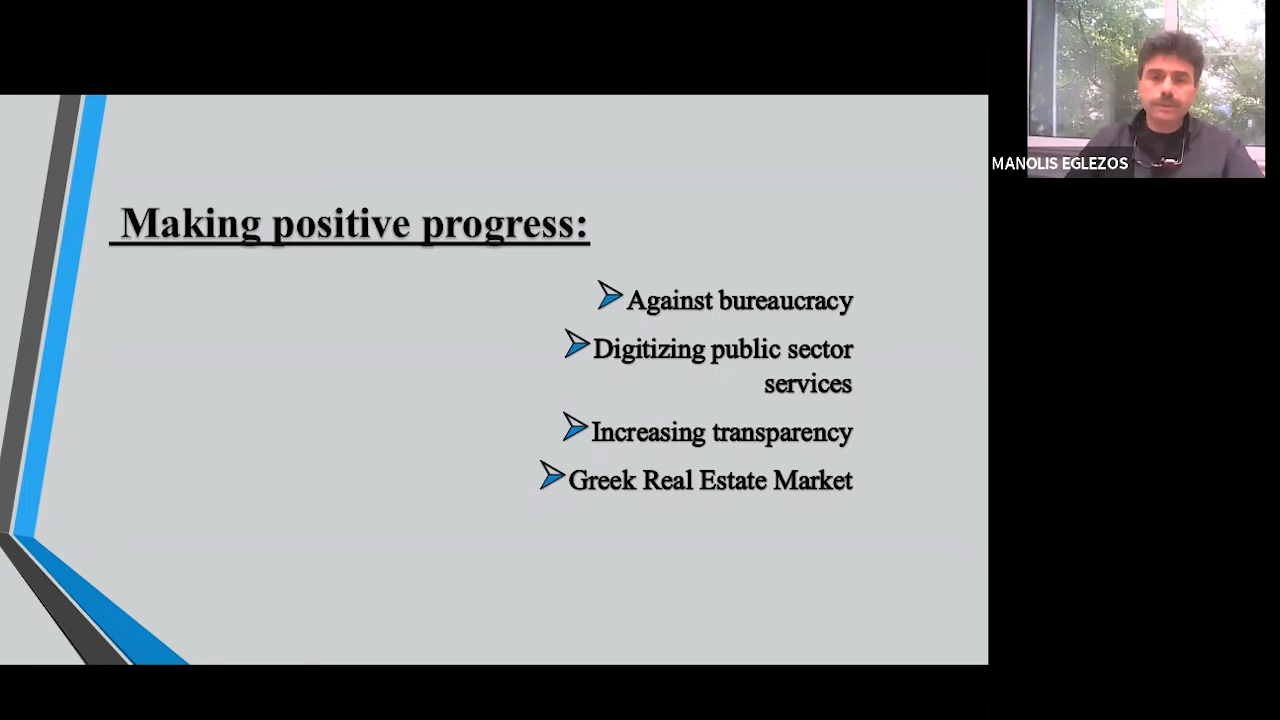 Making positive progress:
Against bureaucracy
Digitizing public sector
services
Increasing transparency
Greek Real Estate Market
MANOLIS EGLEZOS